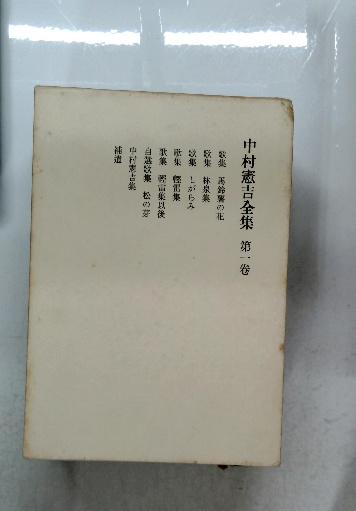 中村憲吉全集 第一卷
歌集 馬鈴薯の花
歌集 林泉集
歌集 しがらみ
歌集 軽雷集
歌集 軽雷集以後
自選歌集 松の芽
中村憲吉集
補遺